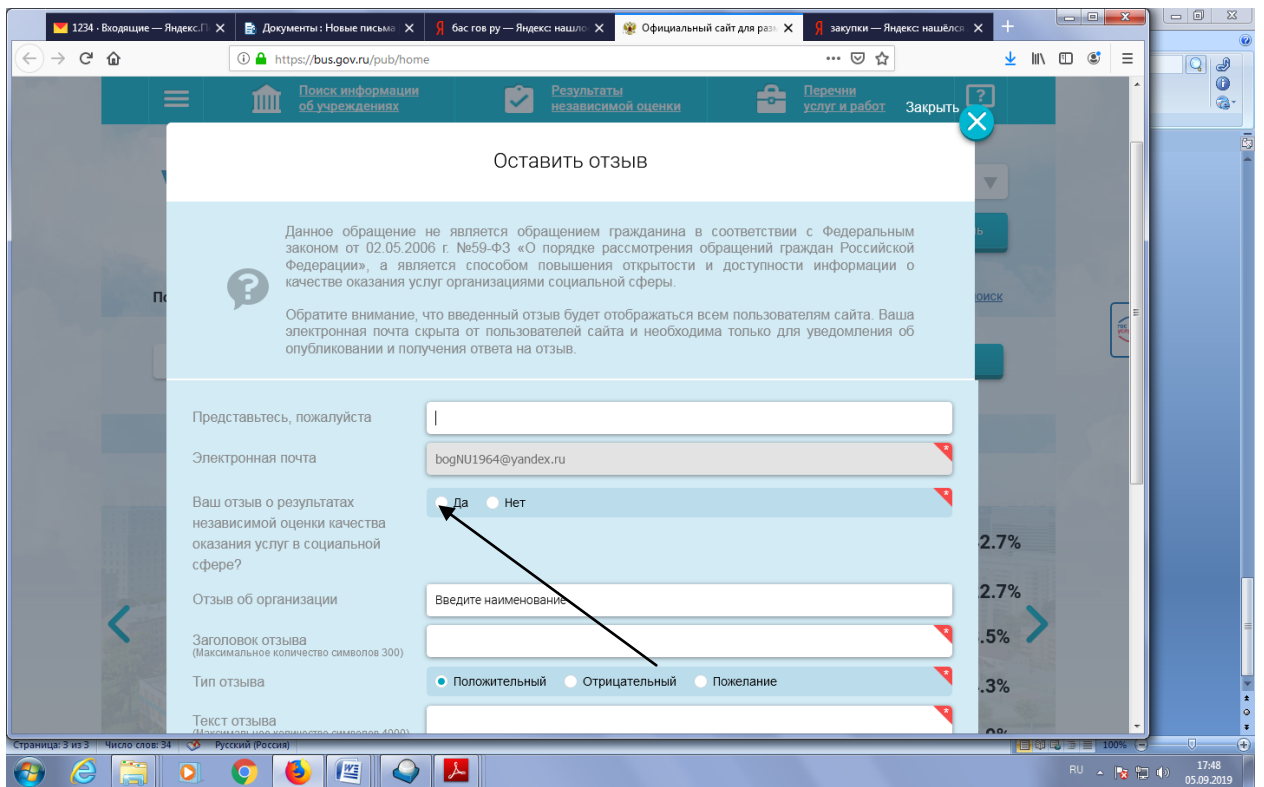 1234 · Входящие — Яндекс.П
Документы : Новые письма
бас гов ру — Яндекс: нашло
Официальный сайт для раз
закупки — Яндекс: нашёлся
https://bus.gov.ru/pub/home
Поиск информации
об учреждениях
Результаты
независимой оценки
Перечни
услуг и работ
Закрыть
Оставить отзыв
Данное обращение не является обращением гражданина в соответствии с Федеральным
законом от 02.05.2006 г. №59-ФЗ «О порядке рассмотрения обращений граждан Российской
Федерации», а является способом повышения открытости и доступности информации о
качестве оказания услуг организациями социальной сферы.
По
оиск
Обратите внимание, что введенный отзыв будет отображаться всем пользователям сайта. Ваша
электронная почта скрыта от пользователей сайта и необходима только для уведомления об
опубликовании и получения ответа на отзыв.
Представьтесь, пожалуйста
Электронная почта
bogNU1964@yandex.ru
Ваш отзыв о результатах
независимой оценки качества
оказания услуг в социальной
сфере?
Да Нет
2.7%
Отзыв об организации
Введите наименование
2.7%
Заголовок отзыва
(Максимальное количество символов 300)
.5%
Тип отзыва
Положительный Отрицательный Пожелание
.3%
Текст отзыва
(Максимальное количество символов 4000)
Страница: 3 из 3 Число слов: 34 Русский (Россия) 100%
RU
17:48
05.09.2019